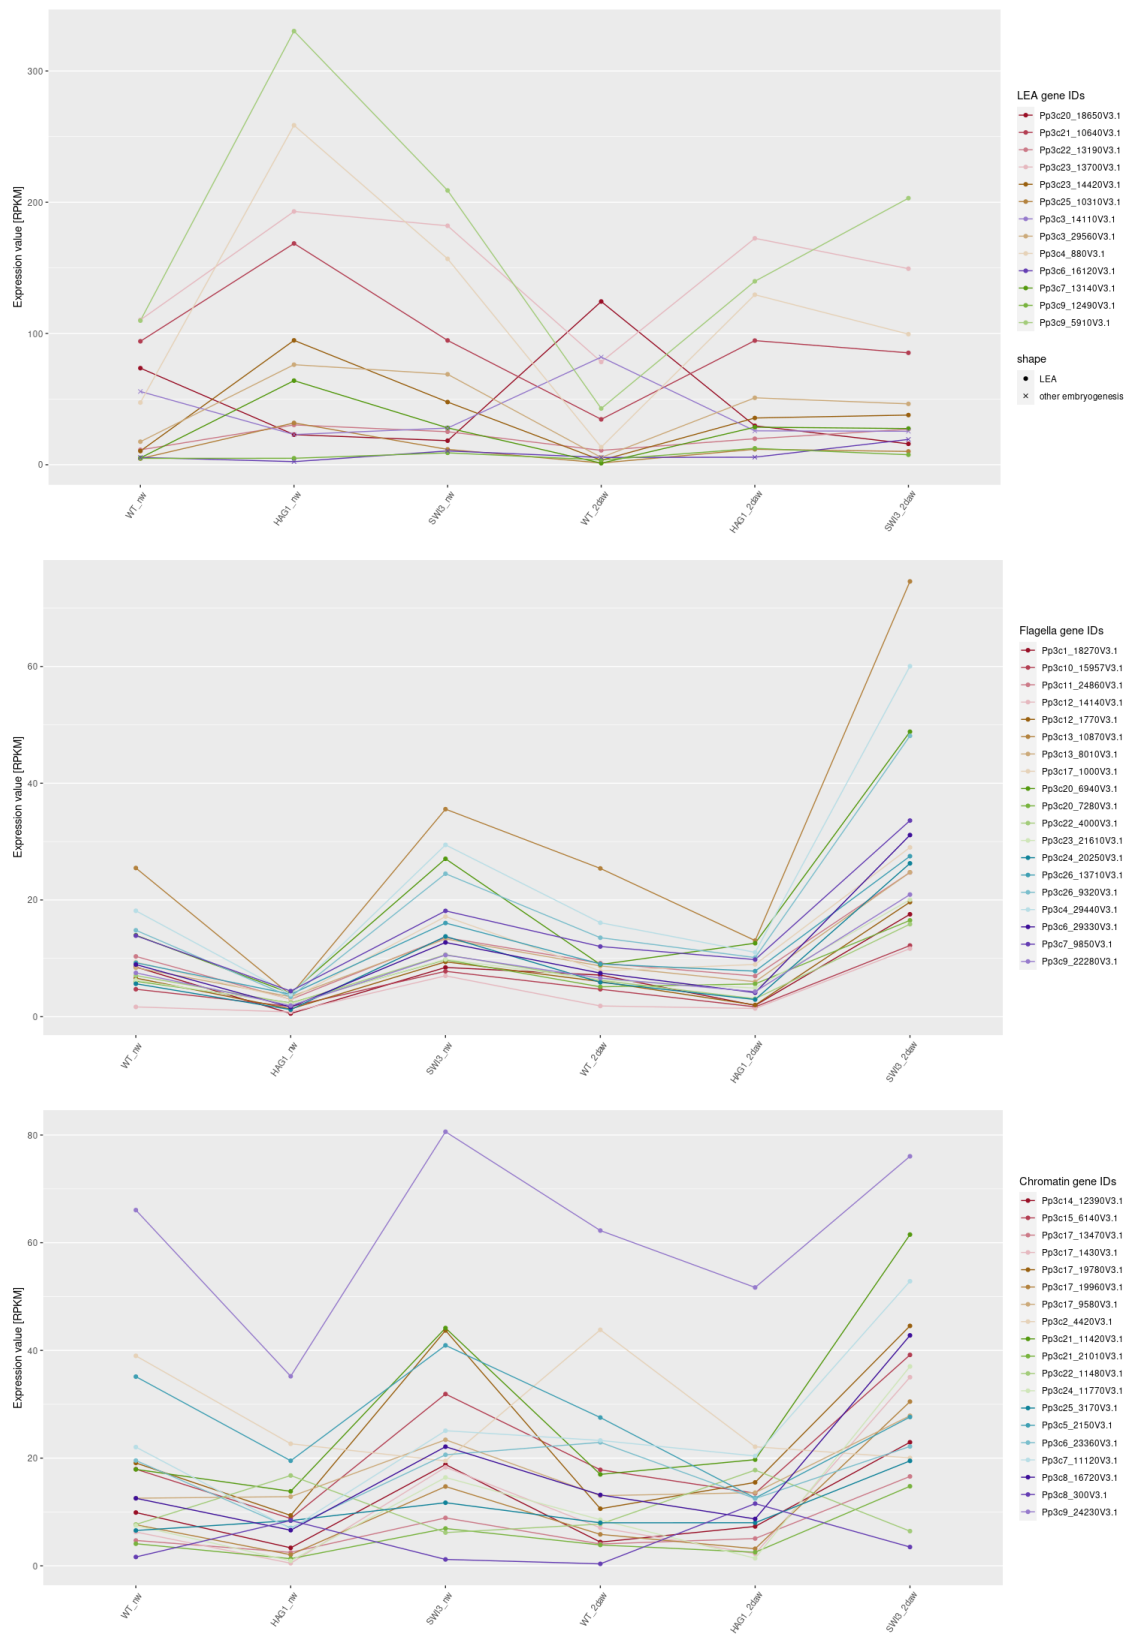 Expression value [RPKM]
300
200
100
0
WT_nw
HAG1_nw
SWI3_nw
WT_2daw
HAG1_2daw
SWI3_2daw
LEA gene IDs
Pp3c20_18650V3.1
Pp3c21_10640V3.1
Pp3c22_13190V3.1
Pp3c23_13700V3.1
Pp3c23_14420V3.1
Pp3c25_10310V3.1
Pp3c3_14110V3.1
Pp3c3_29560V3.1
Pp3c4_880V3.1
Pp3c6_16120V3.1
Pp3c7_13140V3.1
Pp3c9_12490V3.1
Pp3c9_5910V3.1
shape
LEA
other embryogenesis
Expression value [RPKM]
60
40
20
0
WT_nw
HAG1_nw
SWI3_nw
WT_2daw
HAG1_2daw
SWI3_2daw
Flagella gene IDs
Pp3c1_18270V3.1
Pp3c10_15957V3.1
Pp3c11_24860V3.1
Pp3c12_14140V3.1
Pp3c12_1770V3.1
Pp3c13_10870V3.1
Pp3c13_8010V3.1
Pp3c17_1000V3.1
Pp3c20_6940V3.1
Pp3c20_7280V3.1
Pp3c22_4000V3.1
Pp3c23_21610V3.1
Pp3c24_20250V3.1
Pp3c26_13710V3.1
Pp3c26_9320V3.1
Pp3c4_29440V3.1
Pp3c6_29330V3.1
Pp3c7_9850V3.1
Pp3c9_22280V3.1
Expression value [RPKM]
80
60
40
20
0
WT_nw
HAG1_nw
SWI3_nw
WT_2daw
HAG1_2daw
SWI3_2daw
Chromatin gene IDs
Pp3c14_12390V3.1
Pp3c15_6140V3.1
Pp3c17_13470V3.1
Pp3c17_1430V3.1
Pp3c17_19780V3.1
Pp3c17_19960V3.1
Pp3c17_9580V3.1
Pp3c2_4420V3.1
Pp3c21_11420V3.1
Pp3c21_21010V3.1
Pp3c22_11480V3.1
Pp3c24_11770V3.1
Pp3c25_3170V3.1
Pp3c5_2150V3.1
Pp3c6_23360V3.1
Pp3c7_11120V3.1
Pp3c8_16720V3.1
Pp3c8_300V3.1
Pp3c9_24230V3.1